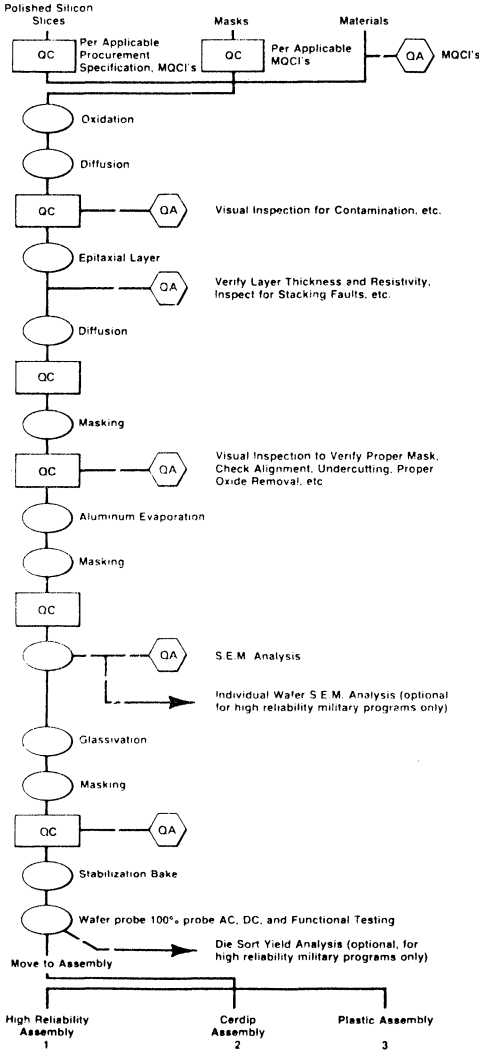 Polished Silicon
Slices
Masks
Materials
QC
Per Applicable
Procurement
Specification, MQCI's
QC
Per Applicable
MQCI's
QA
MQCI's
Oxidation
Diffusion
QC
QA
Visual Inspection for Contamination, etc.
Epitaxial Layer
QA
Verify Layer Thickness and Resistivity,
Inspect for Stacking Faults, etc.
Diffusion
QC
Masking
QC
QA
Visual Inspection to Verify Proper Mask,
Check Alignment, Undercutting, Proper
Oxide Removal, etc
Aluminum Evaporation
Masking
QC
QA
S.E.M. Analysis
Individual Wafer S.E.M. Analysis (optional
for high reliability military programs only)
Glassivation
Masking
QC
QA
Stabilization Bake
Wafer probe 100% probe AC, DC, and Functional Testing
Die Sort Yield Analysis (optional, for
high reliability military programs only)
Move to Assembly
High Reliability
Assembly
1
Cerdip
Assembly
2
Plastic Assembly
3